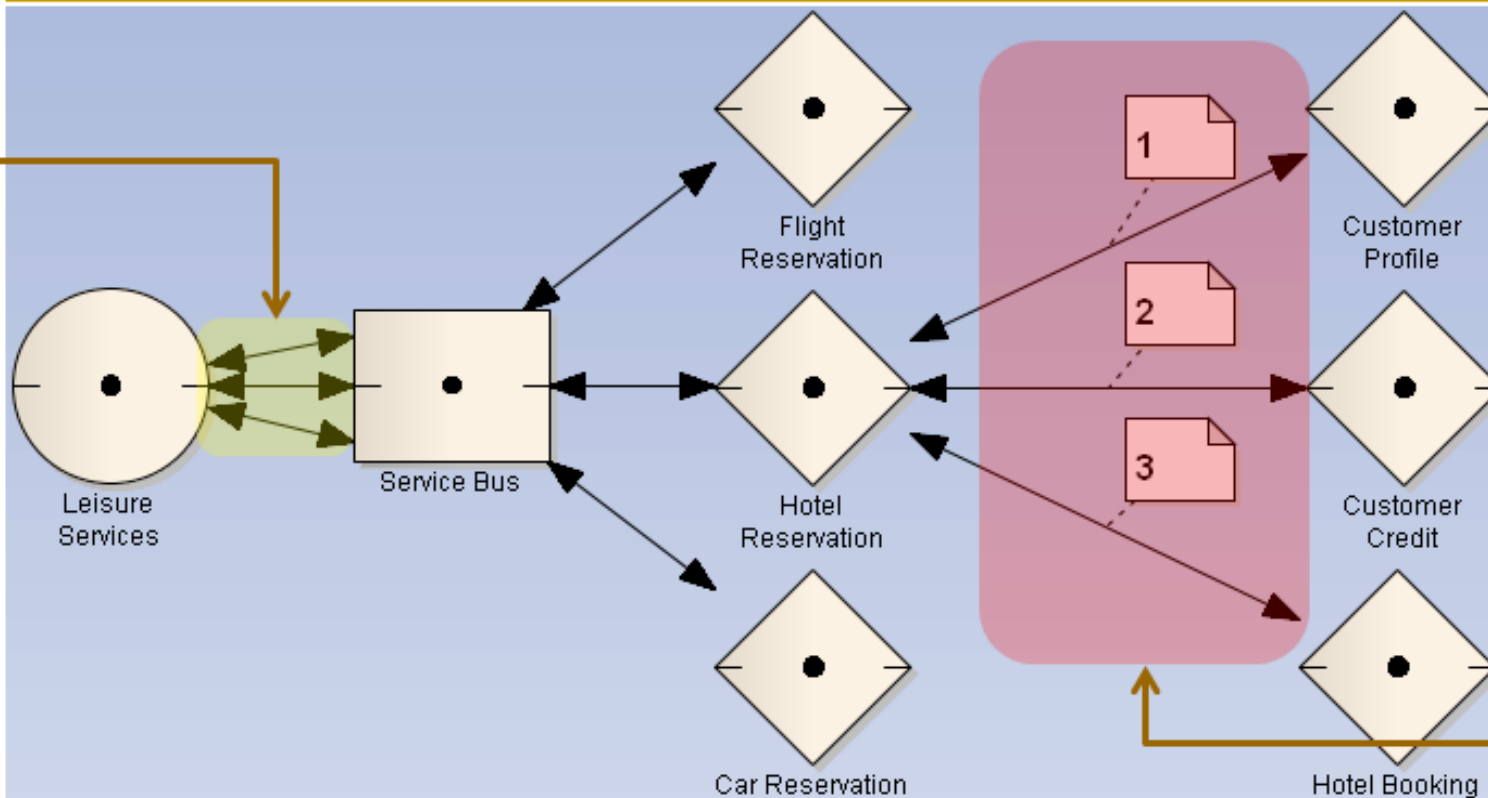 1
Flight
Reservation
Customer
Profile
2
Leisure
Services
Service Bus
Hotel
Reservation
3
Customer
Credit
Car Reservation
Hotel Booking